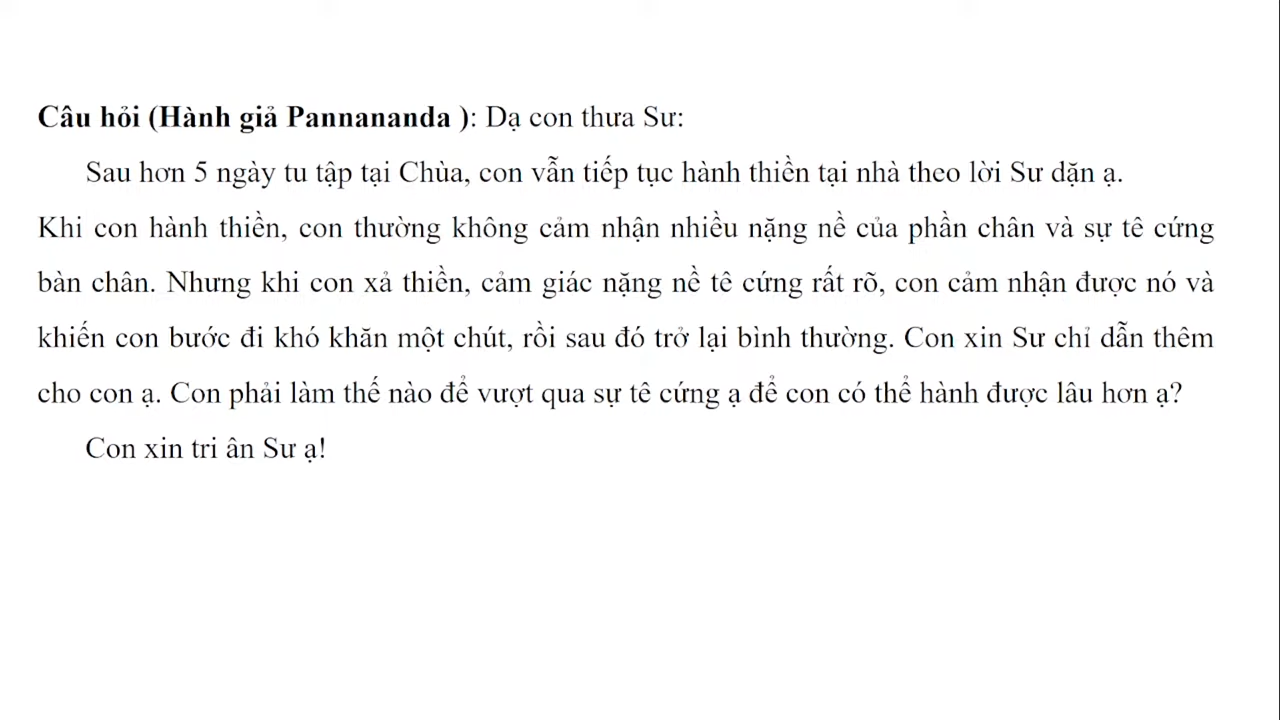 Câu hỏi (Hành giả Pannananda ): Dạ con thưa Sư:
Sau hơn 5 ngày tu tập tại Chùa, con vẫn tiếp tục hành thiền tại nhà theo lời Sư dặn ạ.
Khi con hành thiền, con thường không cảm nhận nhiều nặng nề của phần chân và sự tê cứng
bàn chân. Nhưng khi con xả thiền, cảm giác nặng nề tê cứng rất rõ, con cảm nhận được nó và
khiến con bước đi khó khăn một chút, rồi sau đó trở lại bình thường. Con xin Sư chỉ dẫn thêm
cho con ạ. Con phải làm thế nào để vượt qua sự tê cứng ạ để con có thể hành được lâu hơn ạ?
Con xin tri ân Sư ạ!